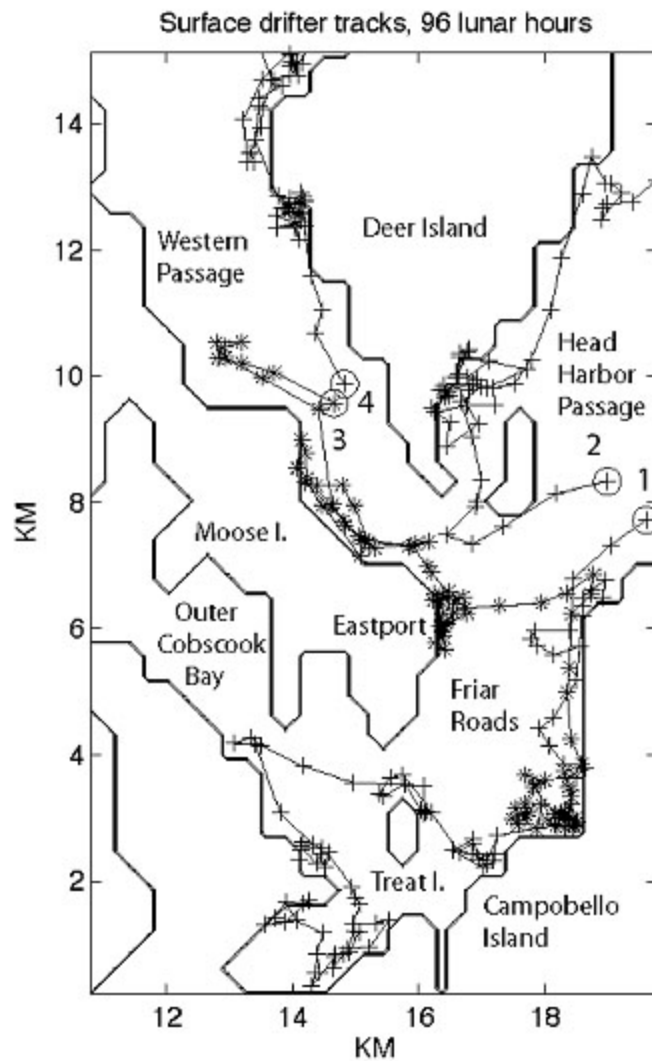 Surface drifter tracks, 96 lunar hours
14
12
10
8
6
4
2
KM
12
14
16
18
KM
Deer Island
Western
Passage
Head
Harbor
Passage
4
3
2
1
Moose I.
Outer
Cobscook
Bay
Eastport
Friar
Roads
Treat I.
Campobello
Island